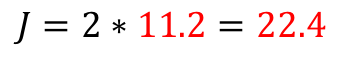 J = 2 * 11.2 = 22.4